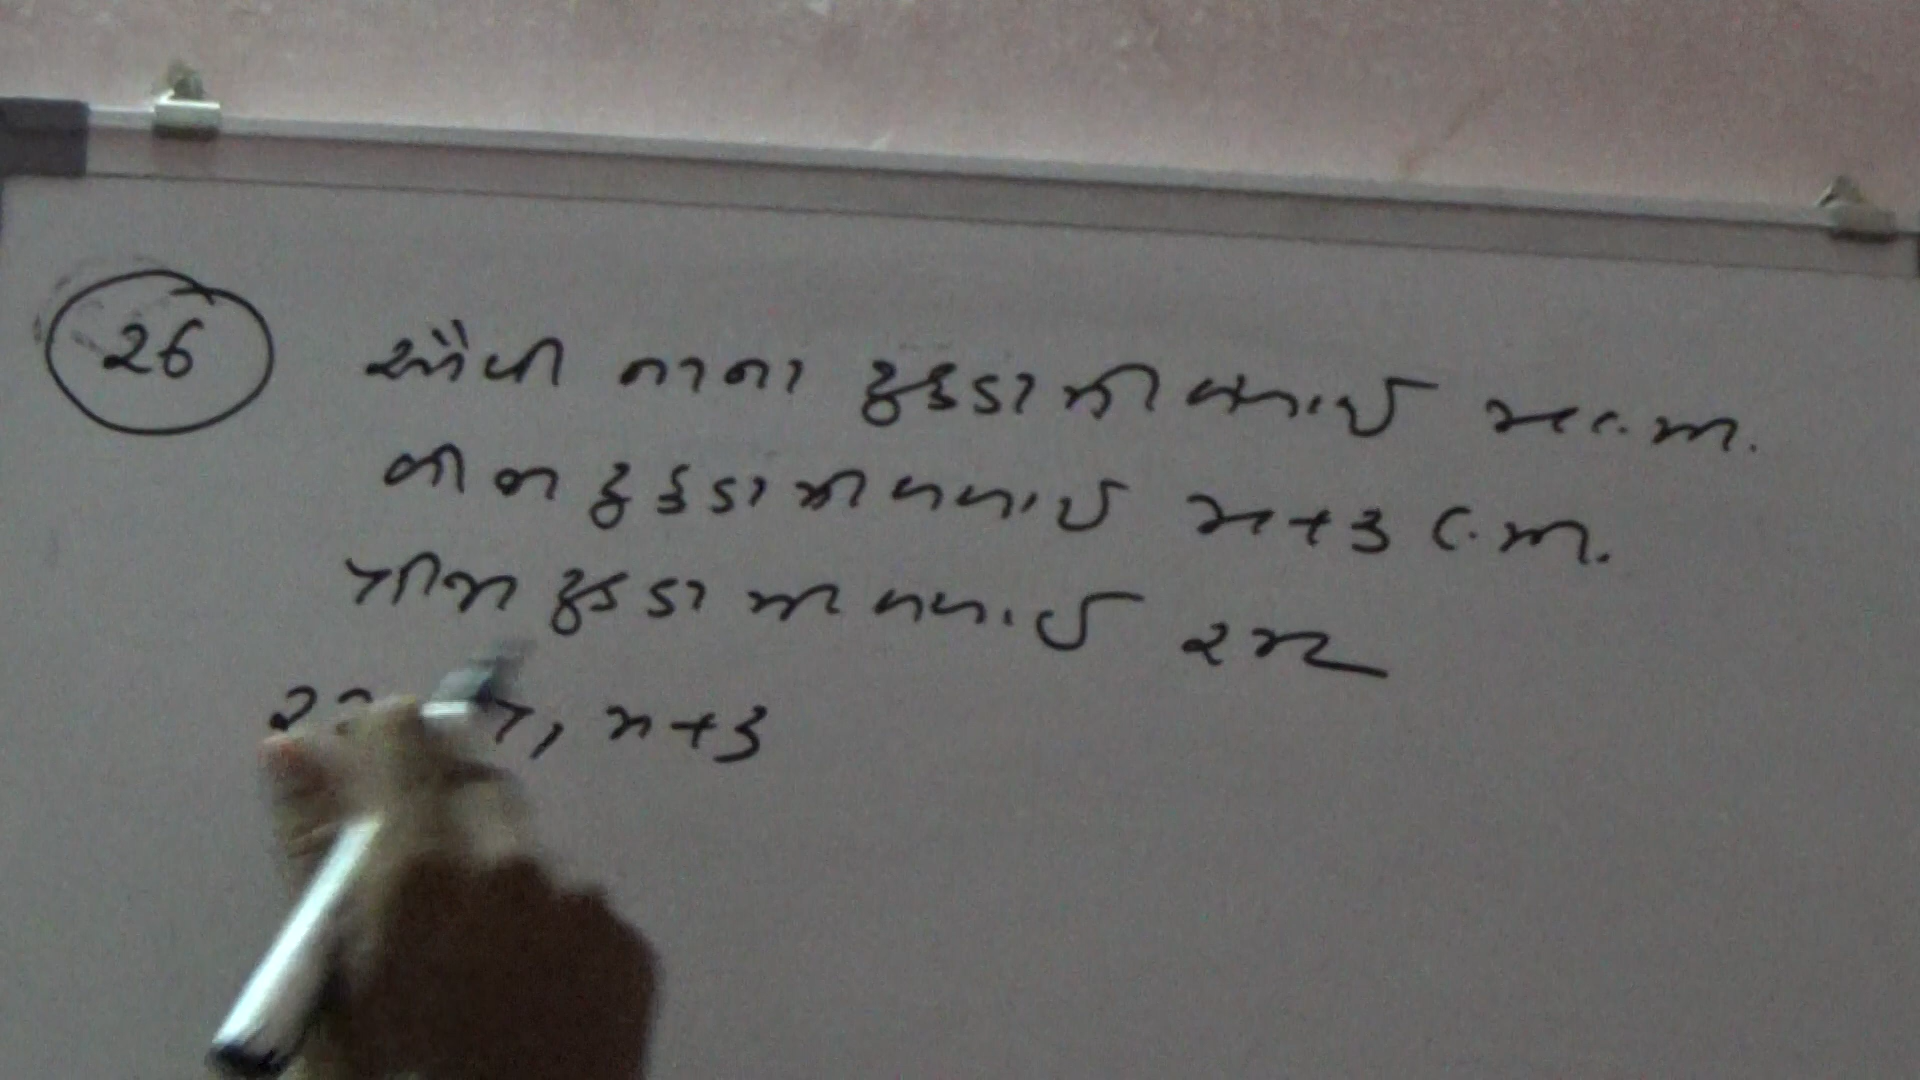 26 સૌથી નાના ટુકડાની લંબાઈ x c.m.
બીજા ટુકડાની લંબાઈ x+3 c.m.
ત્રીજા ટુકડાની લંબાઈ 2x
x+3